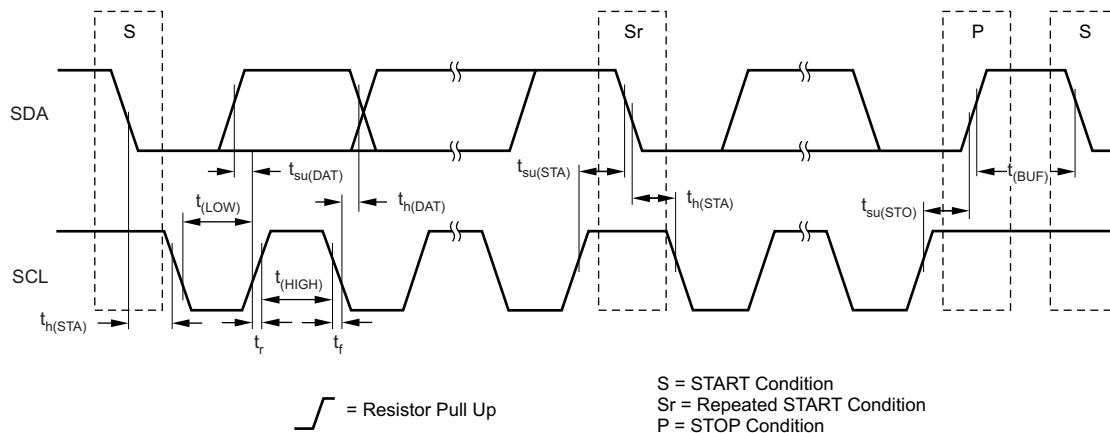 S
Sr
P
S
SDA
tsu(DAT)
tsu(STA)
t(BUF)
t(LOW)
th(DAT)
th(STA)
tsu(STO)
SCL
t(HIGH)
th(STA)
tr
tf
= Resistor Pull Up
S = START Condition
Sr = Repeated START Condition
P = STOP Condition